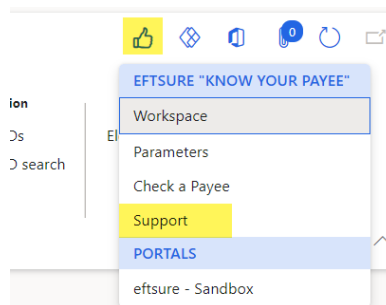 0
EFTSURE "KNOW YOUR PAYEE"
ion
Workspace
Ds
El
Parameters
D search
Check a Payee
Support
PORTALS
eftsure - Sandbox